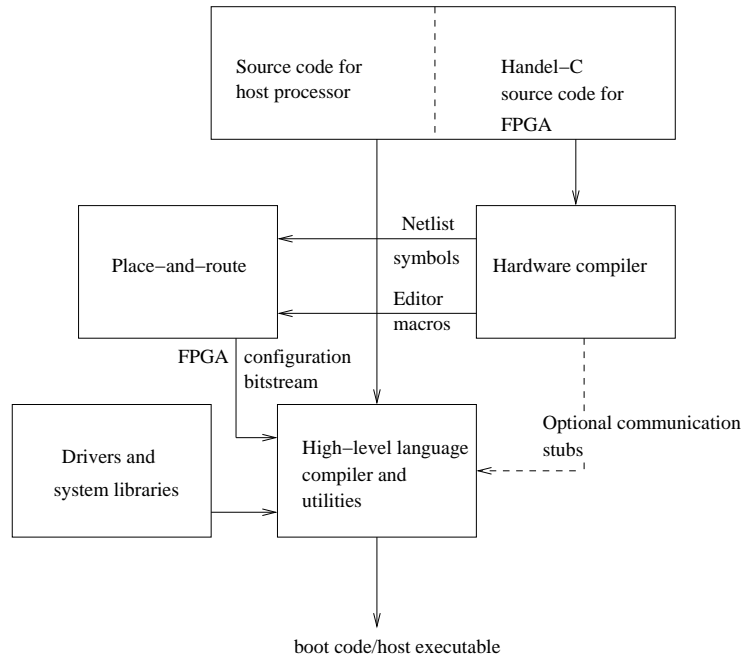 Source code for
host processor
Handel−C
source code for
FPGA
Netlist
symbols
Place−and−route
Hardware compiler
Editor
macros
FPGA
configuration
bitstream
Optional communication
stubs
Drivers and
system libraries
High−level language
compiler and
utilities
boot code/host executable